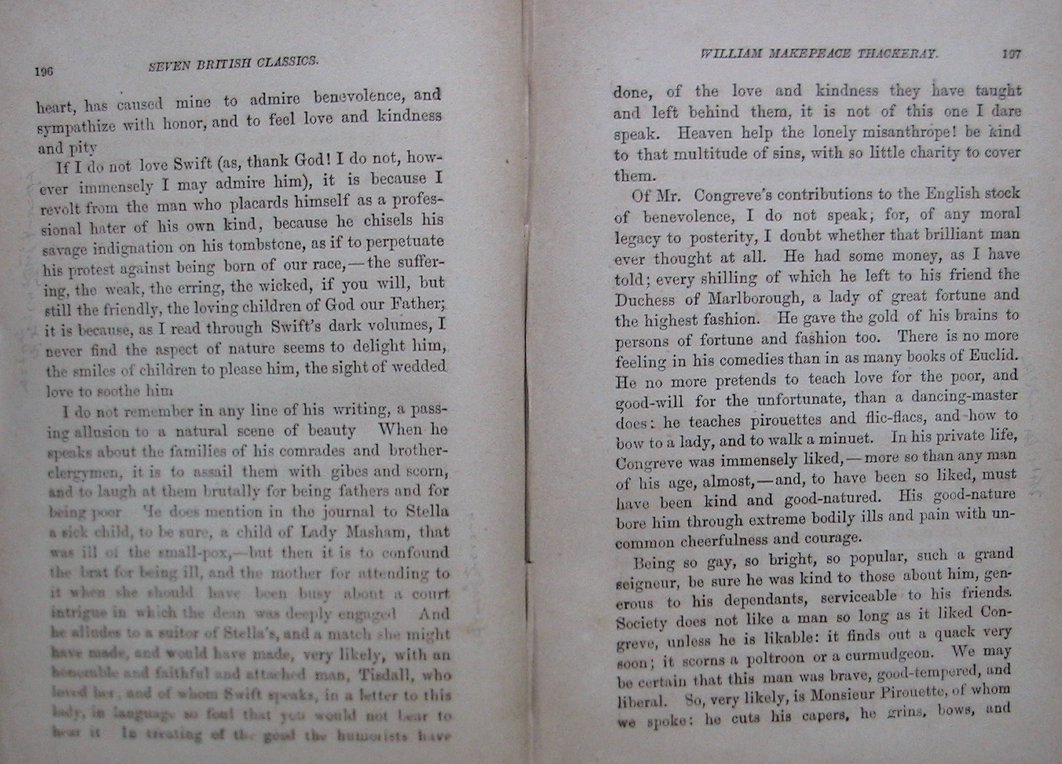 196
SEVEN BRITISH CLASSICS.
heart, has caused mine to admire benevolence, and
sympathize with honor, and to feel love and kindness
and pity
If I do not love Swift (as, thank God! I do not, how-
ever immensely I may admire him), it is because I
revolt from the man who placards himself as a profes-
sional hater of his own kind, because he chisels his
savage indignation on his tombstone, as if to perpetuate
his protest against being born of our race,—the suffer-
ing, the weak, the erring, the wicked, if you will, but
still the friendly, the loving children of God our Father;
it is because, as I read through Swift's dark volumes, I
never find the aspect of nature seems to delight him,
the smiles of children to please him, the sight of wedded
love to soothe him
I do not remember in any line of his writing, a pass-
ing allusion to a natural scene of beauty When he
speaks about the families of his comrades and brother-
clergymen, it is to assail them with gibes and scorn,
and to laugh at them brutally for being fathers and for
being poor He does mention in the journal to Stella
a sick child, to be sure, a child of Lady Masham, that
was ill of the small-pox,—but then it is to confound
the brat for being ill, and the mother for attending to
it when she should have been busy about a court
intrigue in which the dean was deeply engaged And
he alludes to a suitor of Stella's, and a match she might
have made, and would have made, very likely, with an
honorable and faithful and attached man, Tisdall, who
loved her, and of whom Swift speaks, in a letter to this
lady, in language so foul that you would not bear to
hear it In treating of the good the humorists have
WILLIAM MAKEPEACE THACKERAY.
197
done, of the love and kindness they have taught
and left behind them, it is not of this one I dare
speak. Heaven help the lonely misanthrope! be kind
to that multitude of sins, with so little charity to cover
them.
Of Mr. Congreve's contributions to the English stock
of benevolence, I do not speak; for, of any moral
legacy to posterity, I doubt whether that brilliant man
ever thought at all. He had some money, as I have
told; every shilling of which he left to his friend the
Duchess of Marlborough, a lady of great fortune and
the highest fashion. He gave the gold of his brains to
persons of fortune and fashion too. There is no more
feeling in his comedies than in as many books of Euclid.
He no more pretends to teach love for the poor, and
good-will for the unfortunate, than a dancing-master
does: he teaches pirouettes and flic-flacs, and how to
bow to a lady, and to walk a minuet. In his private life,
Congreve was immensely liked,—more so than any man
of his age, almost,—and, to have been so liked, must
have been kind and good-natured. His good-nature
bore him through extreme bodily ills and pain with un-
common cheerfulness and courage.
Being so gay, so bright, so popular, such a grand
seigneur, be sure he was kind to those about him, gen-
erous to his dependants, serviceable to his friends.
Society does not like a man so long as it liked Con-
greve, unless he is likable: it finds out a quack very
soon; it scorns a poltroon or a curmudgeon. We may
be certain that this man was brave, good-tempered, and
liberal. So, very likely, is Monsieur Pirouette, of whom
we spoke: he cuts his capers, he grins, bows, and